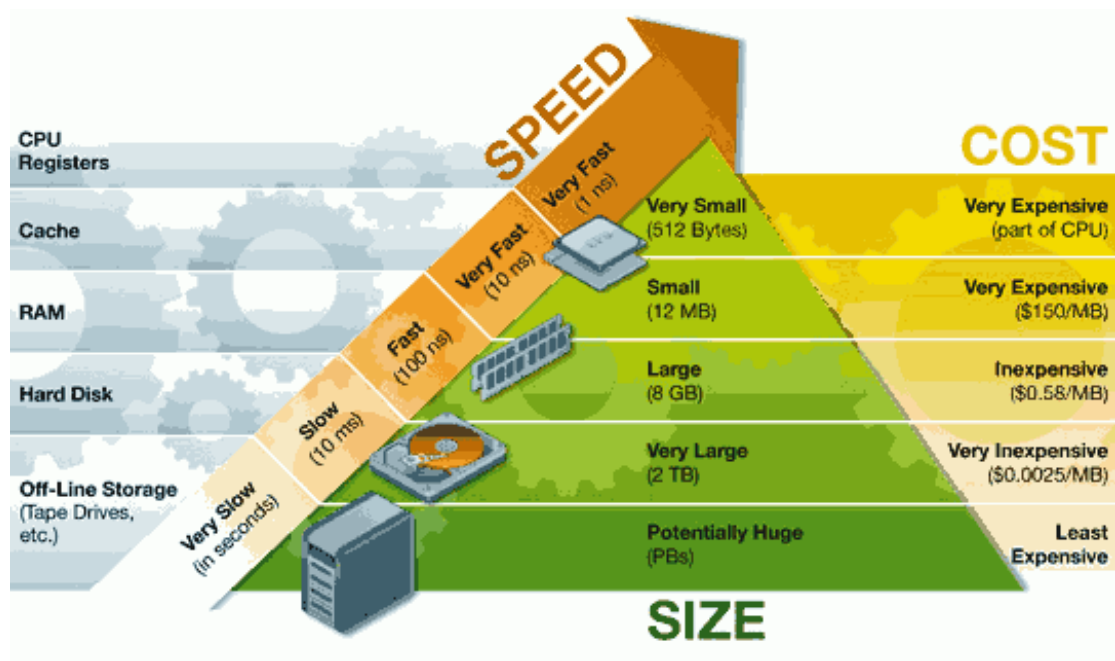 SPEED
COST
CPU
Registers
Very Fast
(1 ns)
Very Small
(512 Bytes)
Very Expensive
(part of CPU)
Cache
Very Fast
(10 ns)
Small
(12 MB)
Very Expensive
($150/MB)
RAM
Fast
(100 ns)
Large
(8 GB)
Inexpensive
($0.58/MB)
Hard Disk
Slow
(10 ms)
Very Large
(2 TB)
Very Inexpensive
($0.0025/MB)
Off-Line Storage
(Tape Drives,
etc.)
Very Slow
(in seconds)
Potentially Huge
(PBs)
Least
Expensive
SIZE